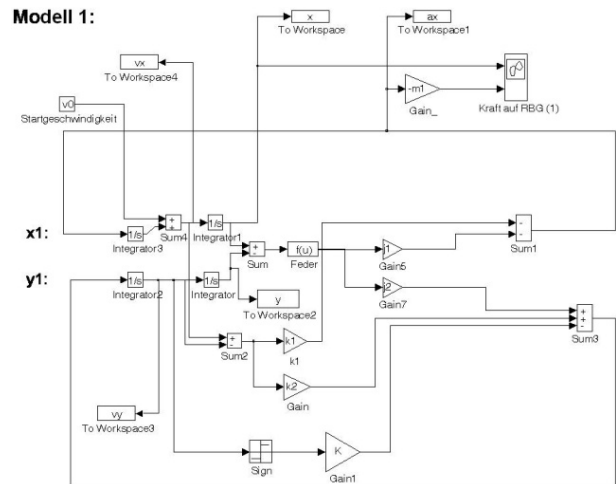 Modell 1:
x
To Workspace
ax
To Workspace1
vx
To Workspace4
-m1
Gain_
Kraft auf RBG (1)
v0
Startgeschwindigkeit
x1:
1/s
Integrator3
+
+
Sum4
1/s
Integrator1
+
-
Sum
f(u)
Feder
j1
Gain5
-
-
Sum1
y1:
1/s
Integrator2
1/s
Integrator
y
To Workspace2
j2
Gain7
+
+
-
Sum3
+
-
Sum2
k1
k1
k2
Gain
vy
To Workspace3
Sign
K
Gain1